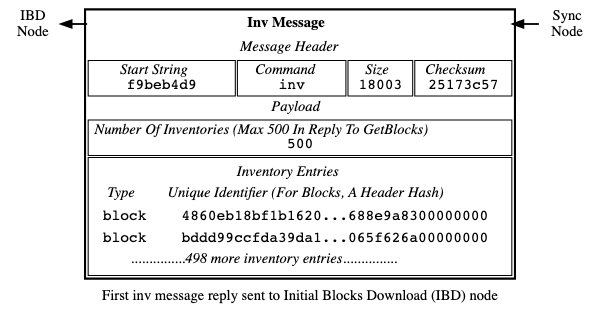 IBD Node
Inv Message
Sync Node
Message Header
Start String
Command
Size
Checksum
f9beb4d9
inv
18003
25173c57
Payload
Number Of Inventories (Max 500 In Reply To GetBlocks)
500
Inventory Entries
Type Unique Identifier (For Blocks, A Header Hash)
block 4860eb18bf1b1620...688e9a8300000000
block bddd99ccfda39da1...065f626a00000000
...............498 more inventory entries...............
First inv message reply sent to Initial Blocks Download (IBD) node